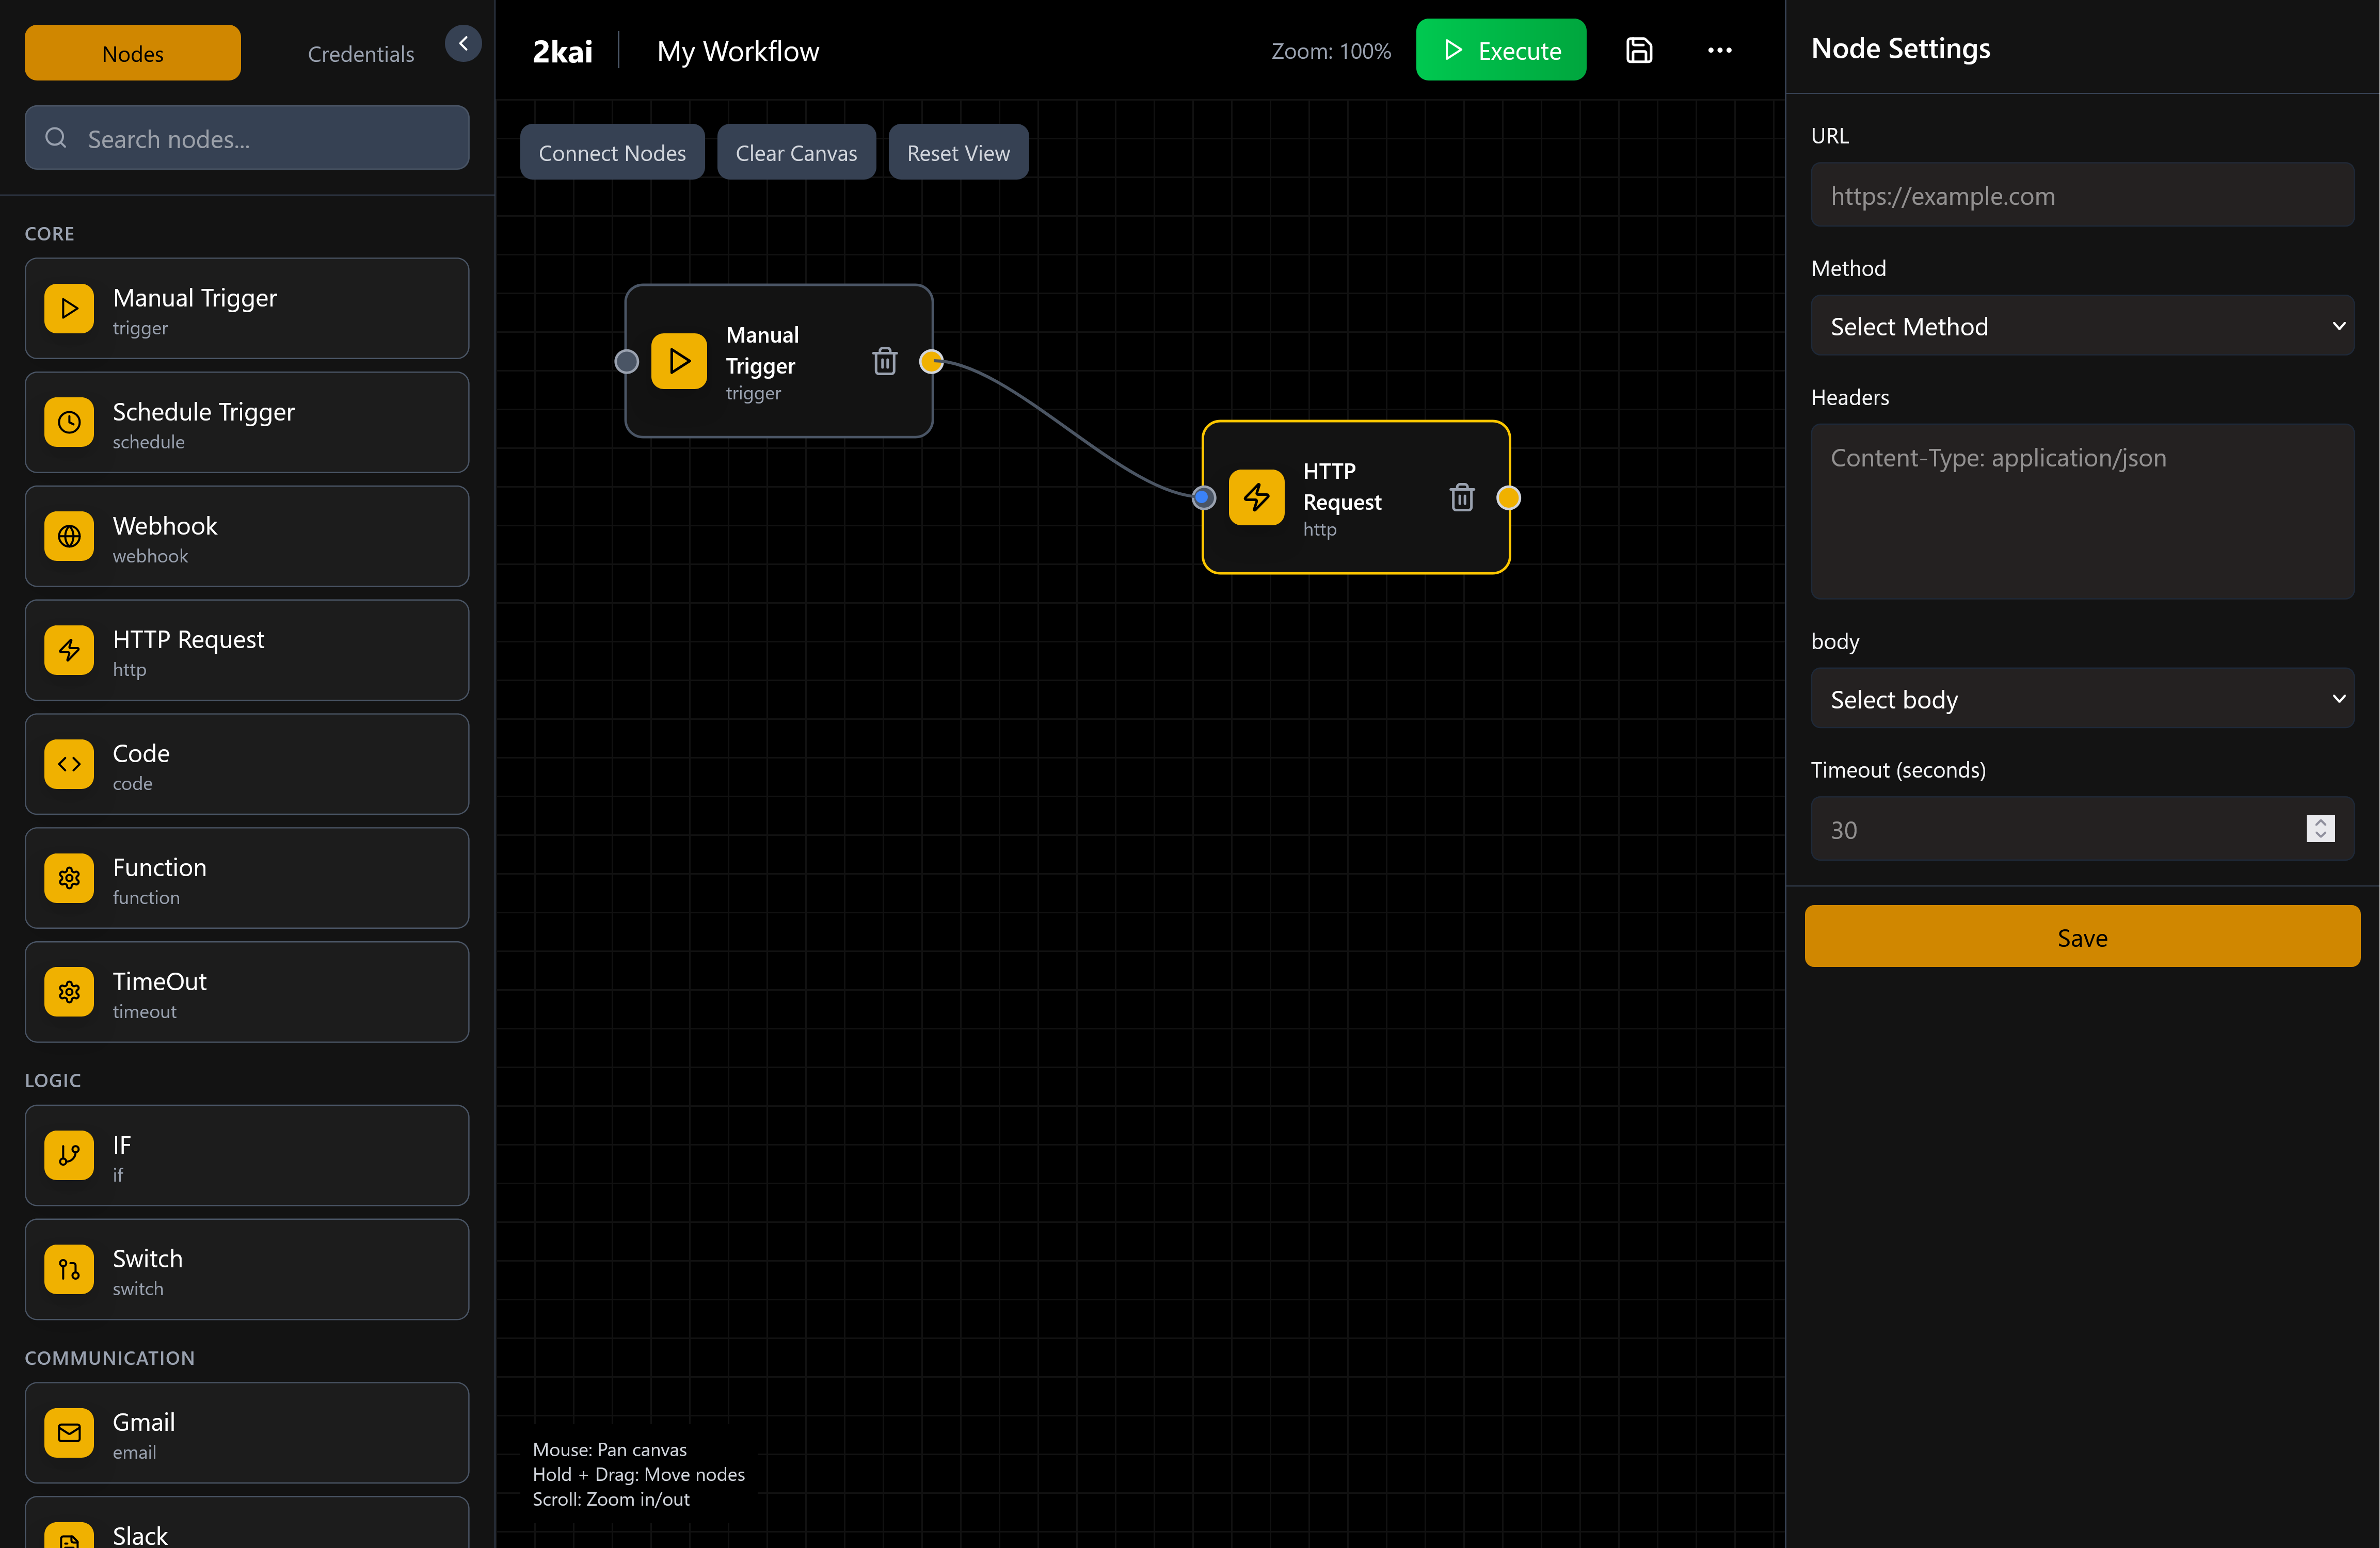 Nodes
Credentials
Search nodes...
CORE
Manual Trigger
trigger
Schedule Trigger
schedule
Webhook
webhook
HTTP Request
http
Code
code
Function
function
TimeOut
timeout
LOGIC
IF
if
Switch
switch
COMMUNICATION
Gmail
email
Slack
2kai
My Workflow
Zoom: 100%
Execute
Connect Nodes
Clear Canvas
Reset View
Manual
Trigger
trigger
HTTP
Request
http
Mouse: Pan canvas
Hold + Drag: Move nodes
Scroll: Zoom in/out
Node Settings
URL
https://example.com
Method
Select Method
Headers
Content-Type: application/json
body
Select body
Timeout (seconds)
30
Save